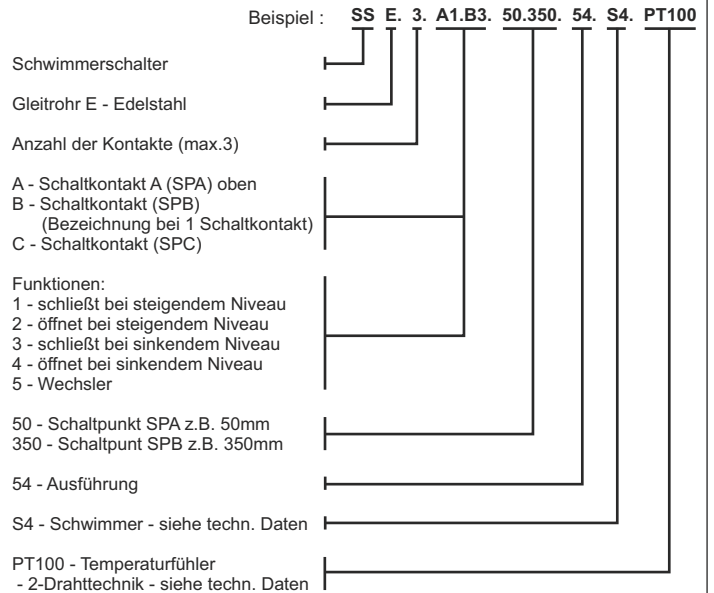 Beispiel : SS E. 3. A1.B3. 50.350. 54. S4. PT100
Schwimmerschalter
Gleitrohr E - Edelstahl
Anzahl der Kontakte (max.3)
A - Schaltkontakt A (SPA) oben
B - Schaltkontakt (SPB)
(Bezeichnung bei 1 Schaltkontakt)
C - Schaltkontakt (SPC)
Funktionen:
1 - schließt bei steigendem Niveau
2 - öffnet bei steigendem Niveau
3 - schließt bei sinkendem Niveau
4 - öffnet bei sinkendem Niveau
5 - Wechsler
50 - Schaltpunkt SPA z.B. 50mm
350 - Schaltpunt SPB z.B. 350mm
54 - Ausführung
S4 - Schwimmer - siehe techn. Daten
PT100 - Temperaturfühler
- 2-Drahttechnik - siehe techn. Daten